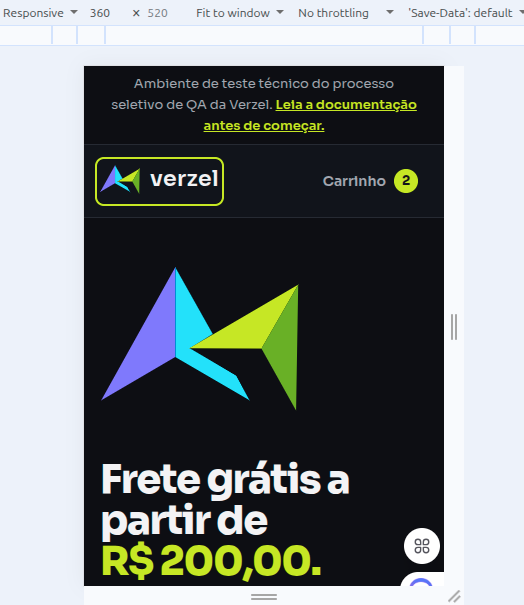 Responsive 360 × 520 Fit to window No throttling 'Save-Data': default
Ambiente de teste técnico do processo
seletivo de QA da Verzel. Leia a documentação
antes de começar.
verzel Carrinho 2
Frete grátis a
partir de
R$ 200,00.